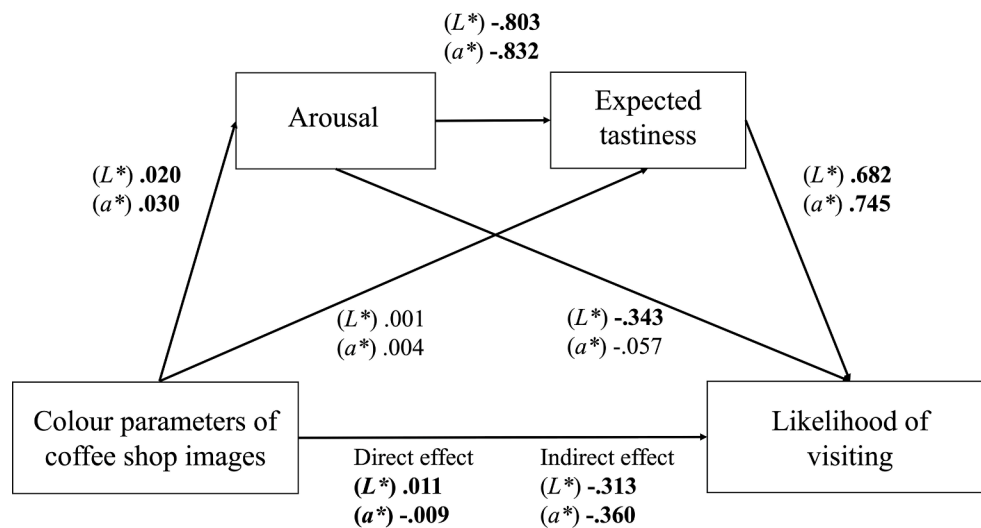 (L*) -.803
(a*) -.832
Arousal
Expected
tastiness
(L*) .020
(a*) .030
(L*) .682
(a*) .745
(L*) .001
(a*) .004
(L*) -.343
(a*) -.057
Colour parameters of
coffee shop images
Likelihood of
visiting
Direct effect
(L*) .011
(a*) -.009
Indirect effect
(L*) -.313
(a*) -.360